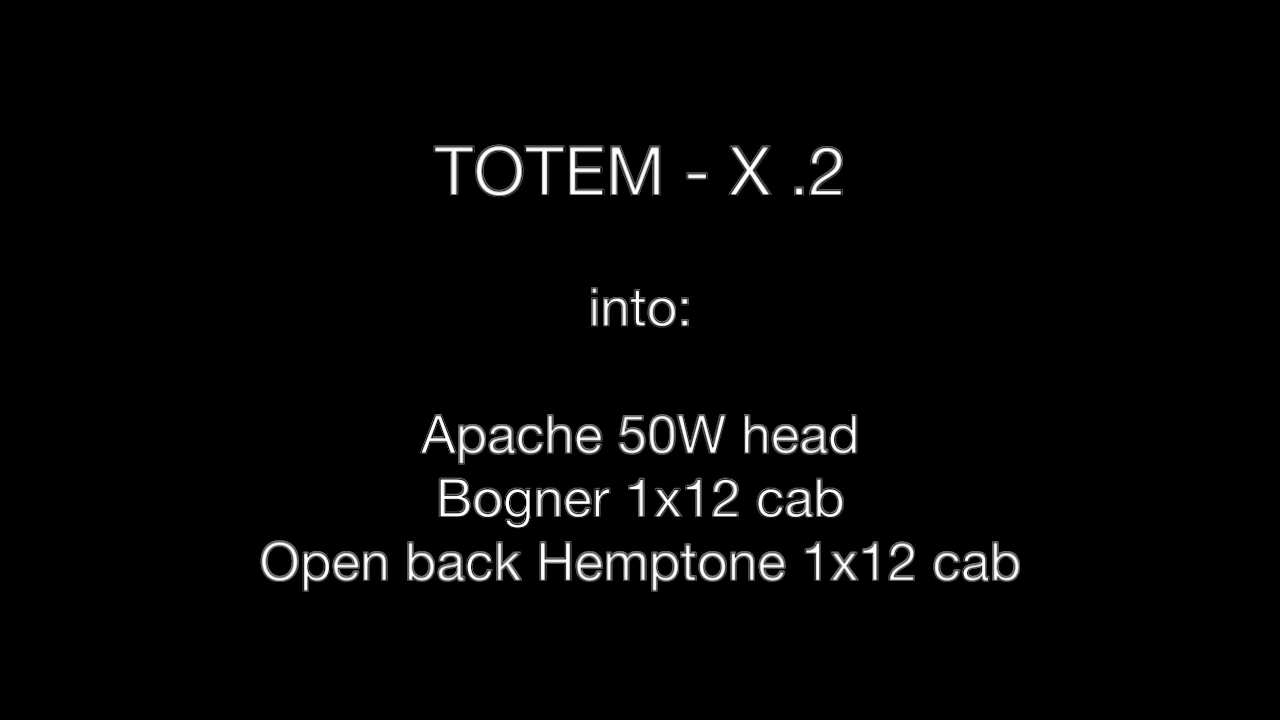 TOTEM - X .2
into:
Apache 50W head
Bogner 1x12 cab
Open back Hemptone 1x12 cab